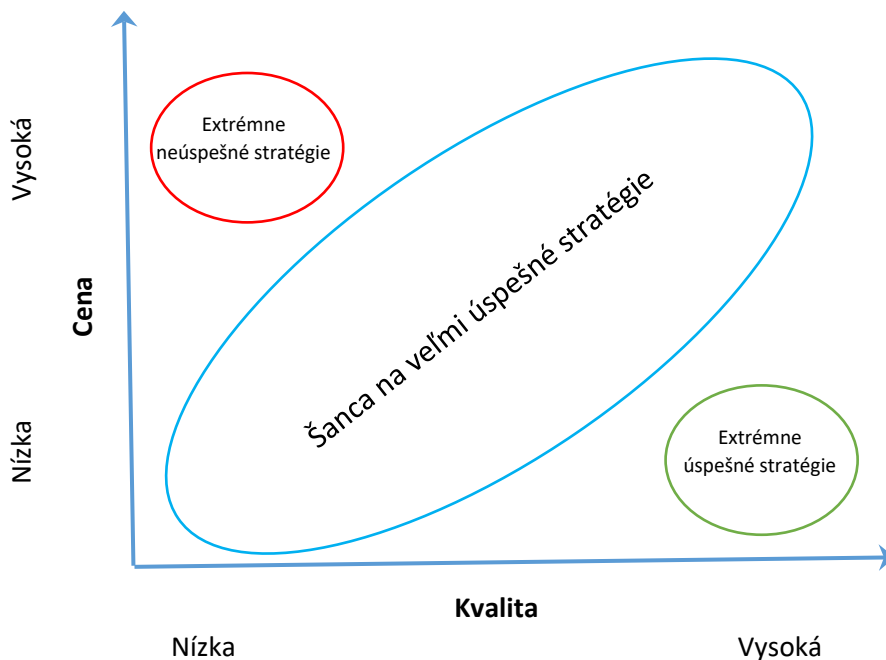 Vysoká
Extrémne
neúspešné stratégie
Šanca na veľmi úspešné stratégie
Cena
Nízka
Extrémne
úspešné stratégie
Kvalita
Nízka
Vysoká